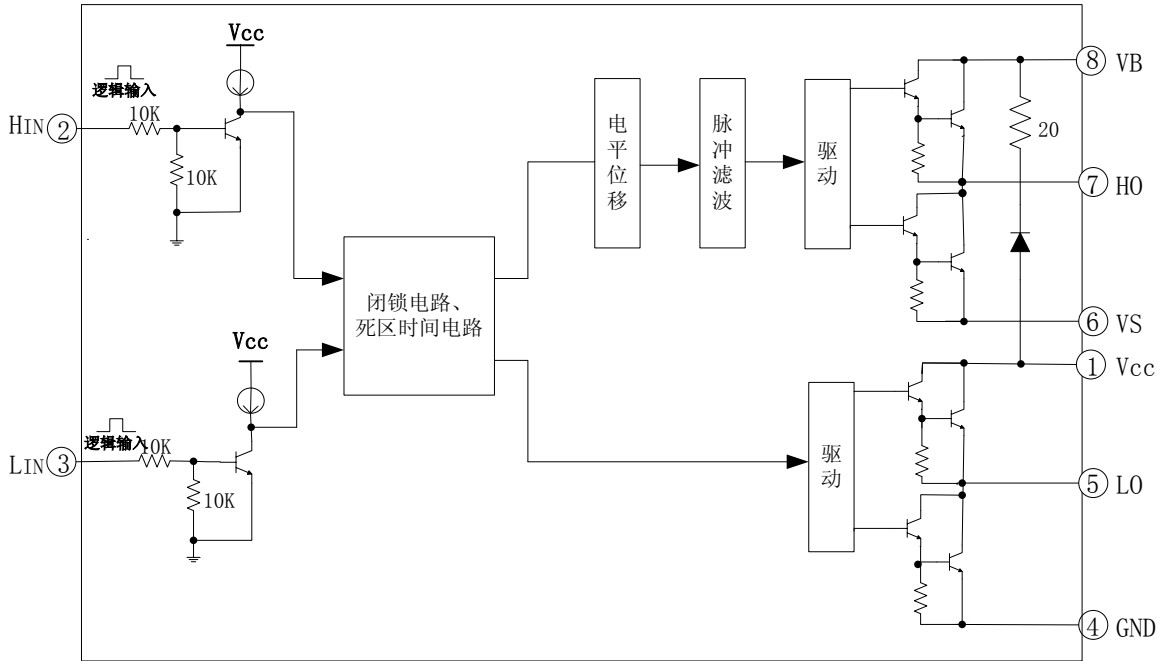 Vcc
逻辑输入
10K
HIN ②
10K
Vcc
逻辑输入
10K
LIN ③
10K
闭锁电路、
死区时间电路
电平位移
脉冲滤波
驱动
驱动
20
⑧ VB
⑦ HO
⑥ VS
① Vcc
⑤ LO
④ GND